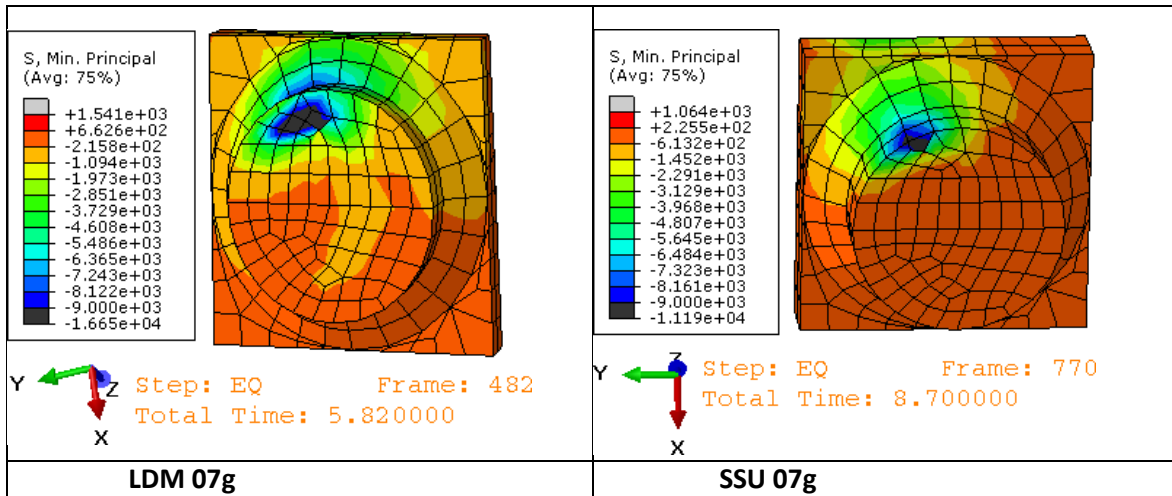 S, Min. Principal
(Avg: 75%)
+1.541e+03
+6.626e+02
-2.158e+02
-1.094e+03
-1.973e+03
-2.851e+03
-3.729e+03
-4.608e+03
-5.486e+03
-6.365e+03
-7.243e+03
-8.122e+03
-9.000e+03
-1.665e+04
Y
Z
X
Step: EQ Frame: 482
Total Time: 5.820000
LDM 07g
S, Min. Principal
(Avg: 75%)
+1.064e+03
+2.255e+02
-6.132e+02
-1.452e+03
-2.291e+03
-3.129e+03
-3.968e+03
-4.807e+03
-5.645e+03
-6.484e+03
-7.323e+03
-8.161e+03
-9.000e+03
-1.119e+04
Y
Z
X
Step: EQ Frame: 770
Total Time: 8.700000
SSU 07g